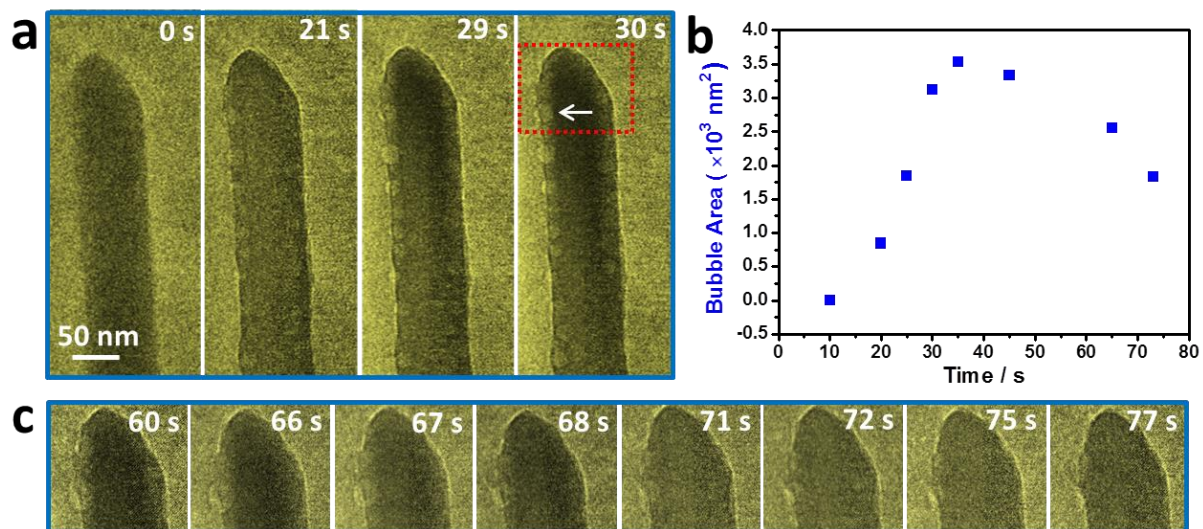 a
0 s
21 s
29 s
30 s
50 nm
b
Bubble Area ( ×10³ nm²)
4.0
3.5
3.0
2.5
2.0
1.5
1.0
0.5
0.0
-0.5
0 10 20 30 40 50 60 70 80
Time / s
c
60 s
66 s
67 s
68 s
71 s
72 s
75 s
77 s